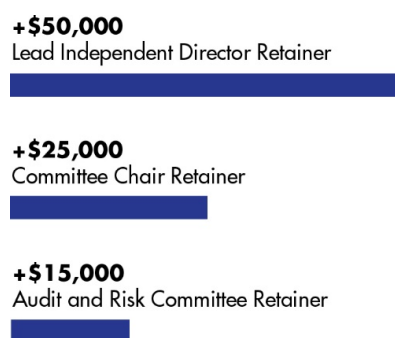 +$50,000
Lead Independent Director Retainer
+$25,000
Committee Chair Retainer
+$15,000
Audit and Risk Committee Retainer